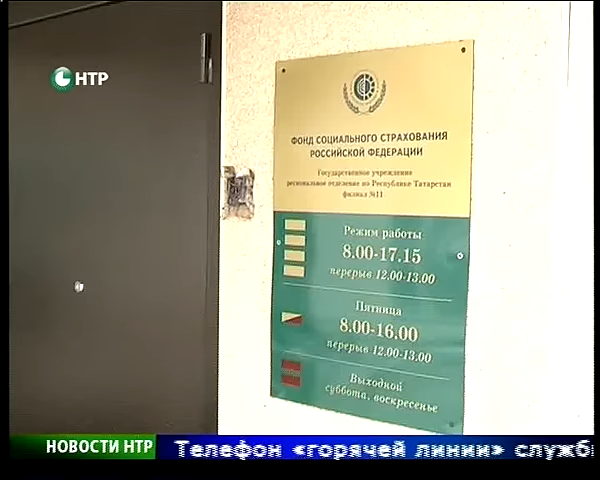 НТР
ФОНД СОЦИАЛЬНОГО СТРАХОВАНИЯ
РОССИЙСКОЙ ФЕДЕРАЦИИ
Государственное учреждение
региональное отделение по Республике Татарстан
филиал №11
Режим работы
8.00-17.15
перерыв 12.00-13.00
Пятница
8.00-16.00
перерыв 12.00-13.00
Выходной
суббота, воскресенье
НОВОСТИ НТР
Телефон «горячей линии» служб